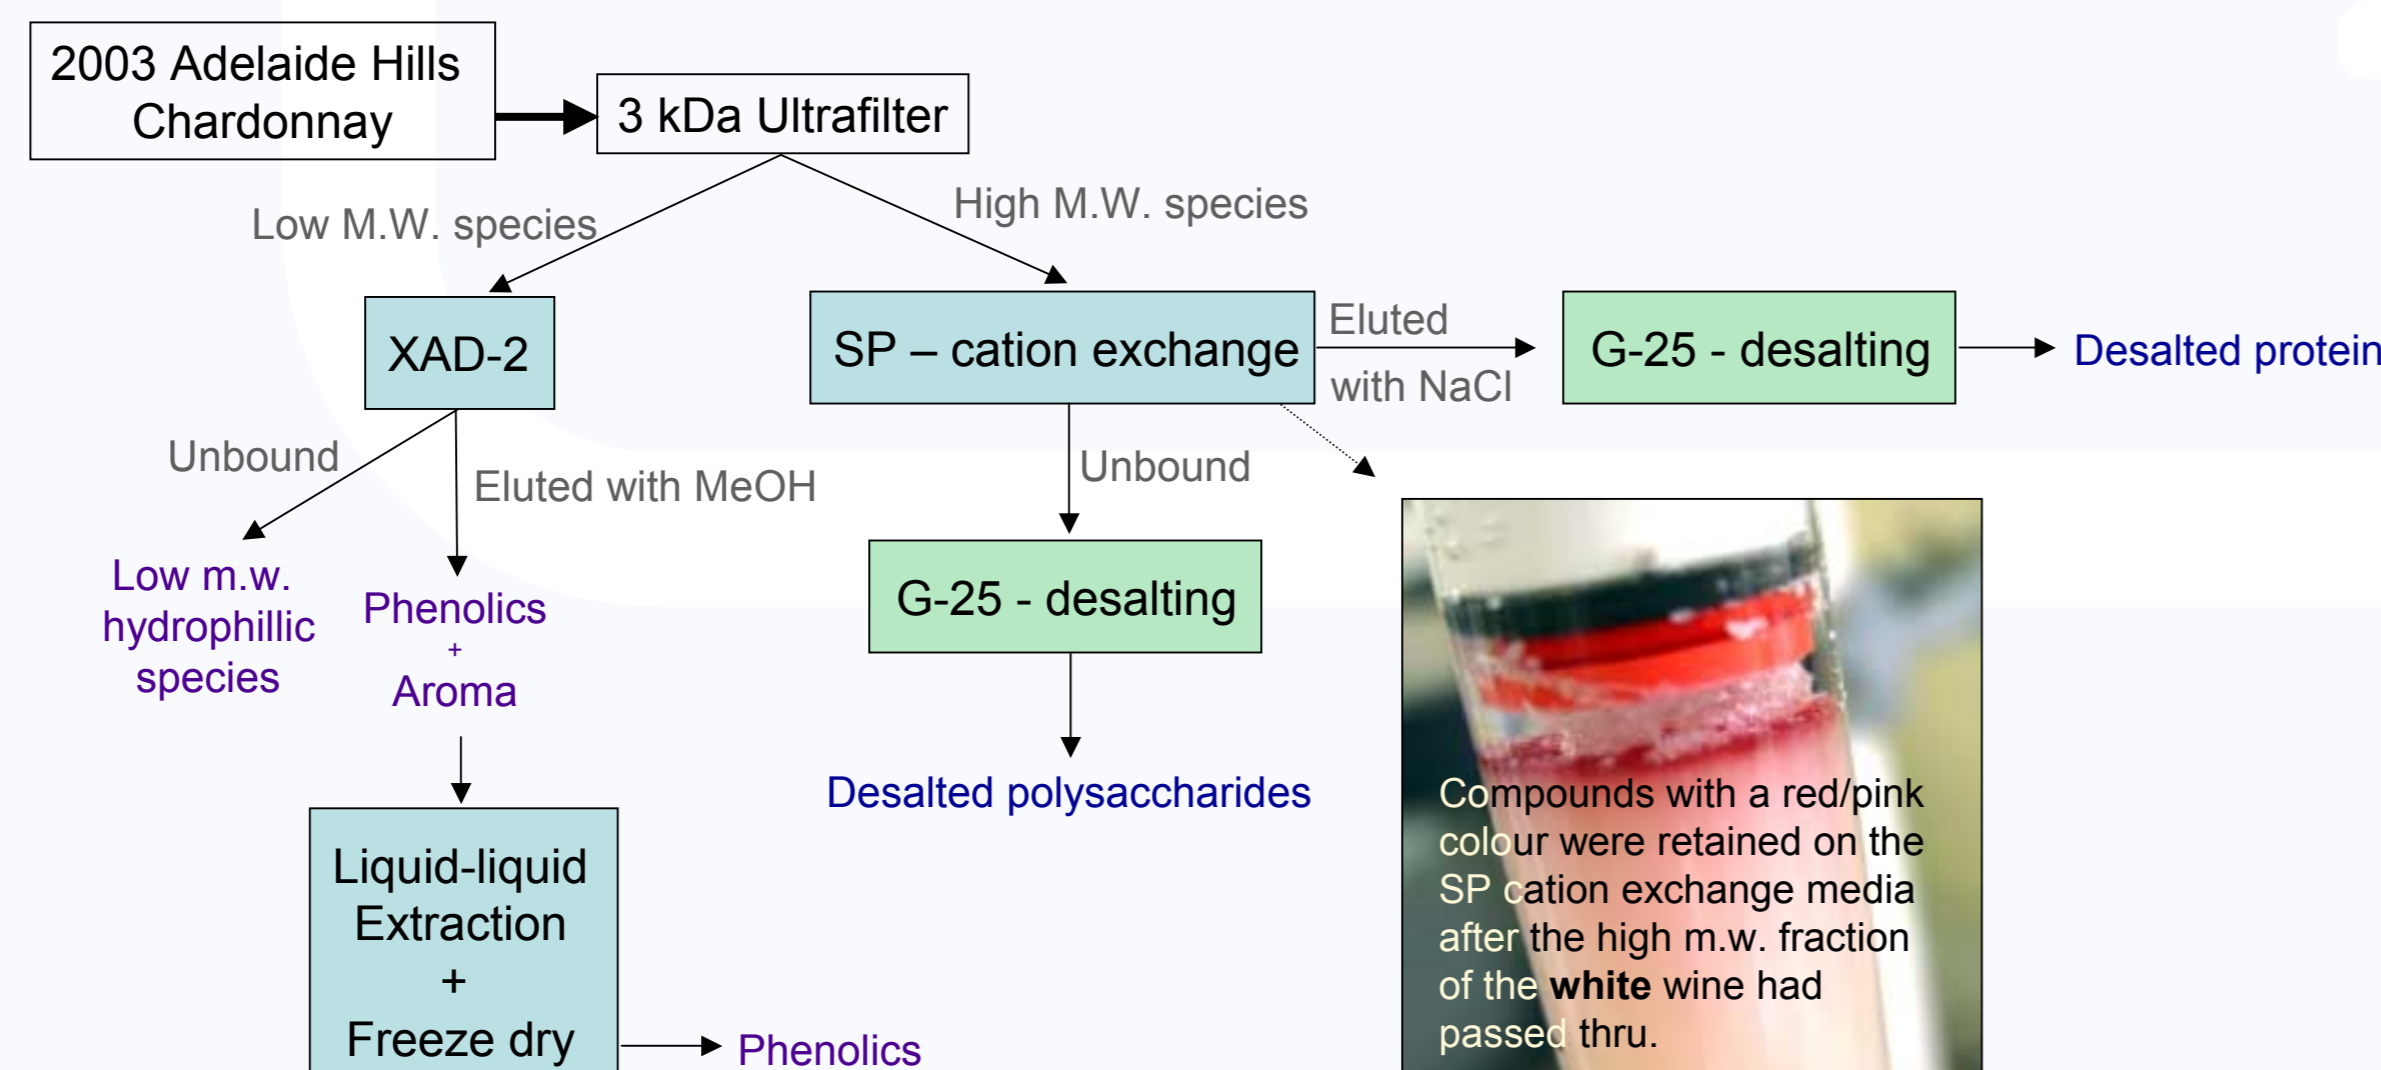 2003 Adelaide Hills
Chardonnay
3 kDa Ultrafilter
Low M.W. species
High M.W. species
XAD-2
SP – cation exchange
Eluted
with NaCl
G-25 - desalting
Desalted protein
Unbound
Eluted with MeOH
Unbound
Low m.w.
hydrophillic
species
Phenolics
+
Aroma
G-25 - desalting
Desalted polysaccharides
Liquid-liquid
Extraction
+
Freeze dry
Phenolics
Compounds with a red/pink
colour were retained on the
SP cation exchange media
after the high m.w. fraction
of the white wine had
passed thru.